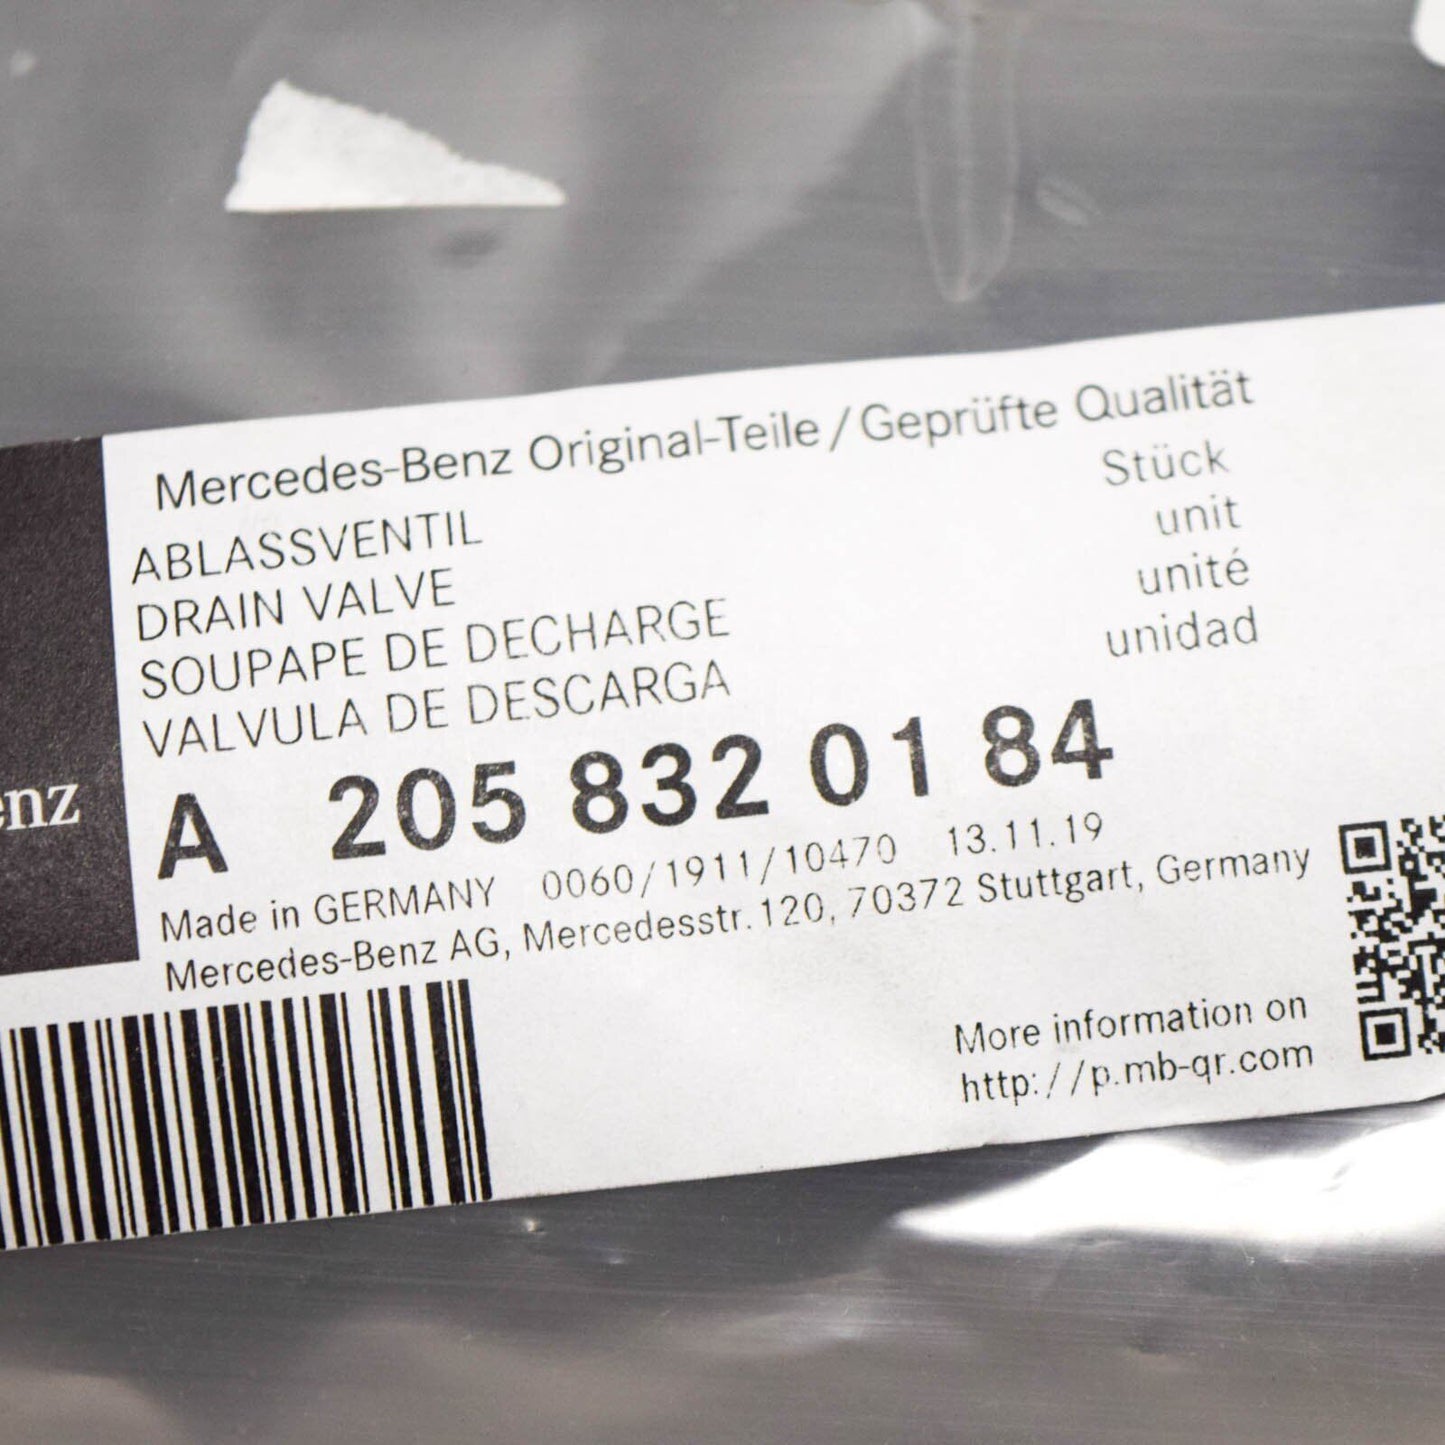 Mercedes-Benz Original-Teile/Geprüfte Qualität
ABLASSVENTIL Stück
DRAIN VALVE unit
SOUPAPE DE DECHARGE unité
VALVULA DE DESCARGA unidad
A 205 832 01 84
enz
Made in GERMANY 0060/1911/10470 13.11.19
Mercedes-Benz AG, Mercedesstr.120, 70372 Stuttgart, Germany
More information on
http://p.mb-qr.com